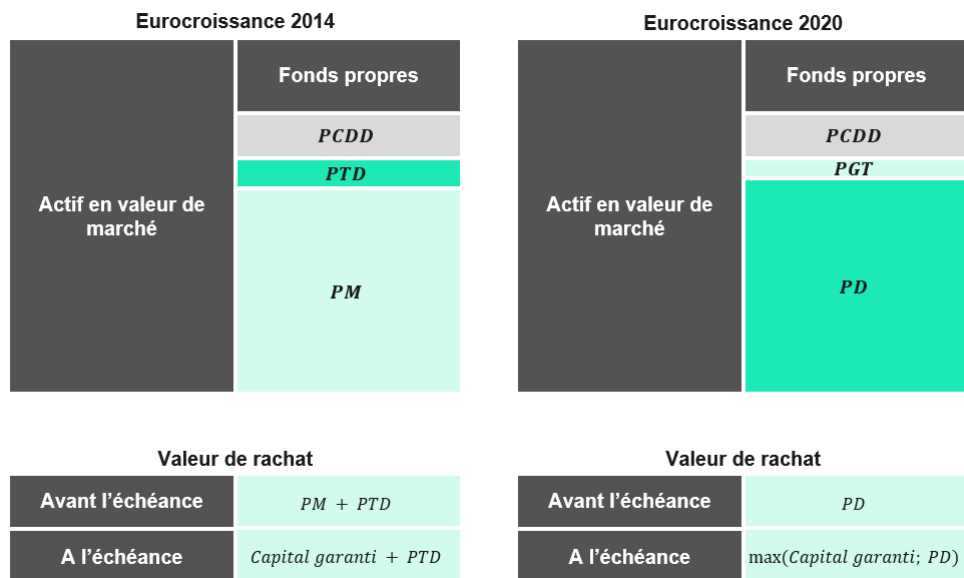 Eurocroissance 2014
Actif en valeur de
marché
Fonds propres
PCDD
PTD
PM
Valeur de rachat
Avant l'échéance
PM + PTD
A l'échéance
Capital garanti + PTD
Eurocroissance 2020
Actif en valeur de
marché
Fonds propres
PCDD
PGT
PD
Valeur de rachat
Avant l'échéance
PD
A l'échéance
max(Capital garanti; PD)